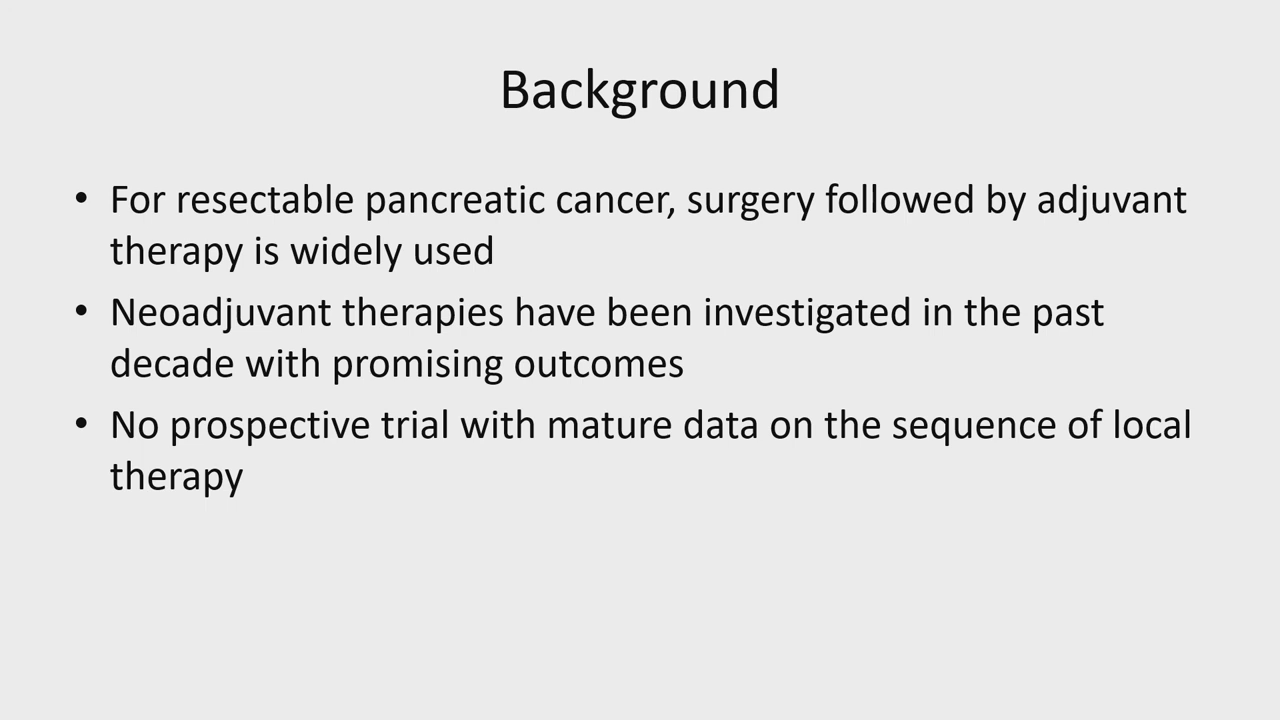 Background
• For resectable pancreatic cancer, surgery followed by adjuvant
therapy is widely used
• Neoadjuvant therapies have been investigated in the past
decade with promising outcomes
• No prospective trial with mature data on the sequence of local
therapy